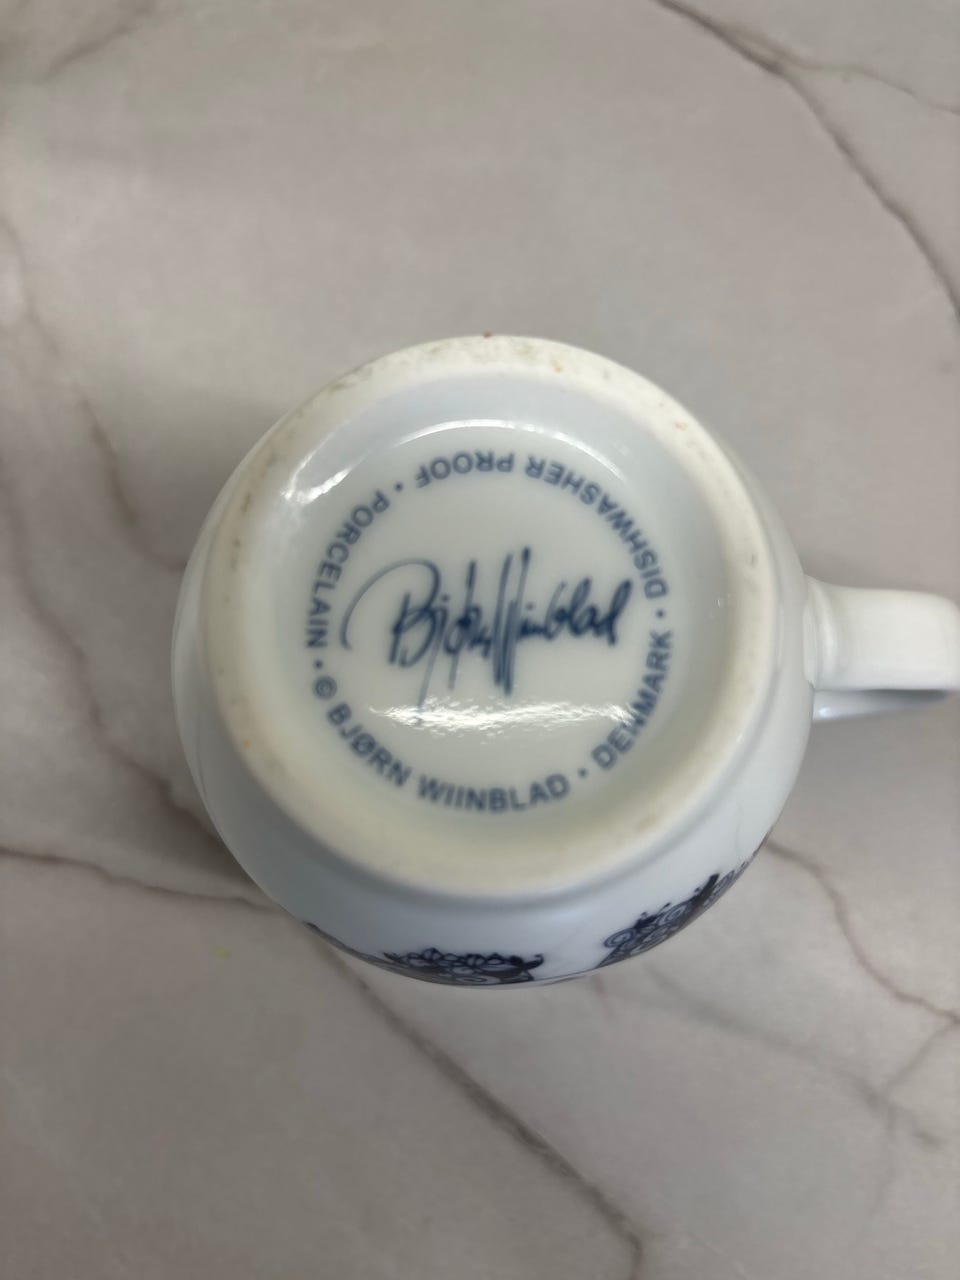 Bjørn Wiinblad
© BJØRN WIINBLAD • DENMARK • DISHWASHER PROOF • PORCELAIN •